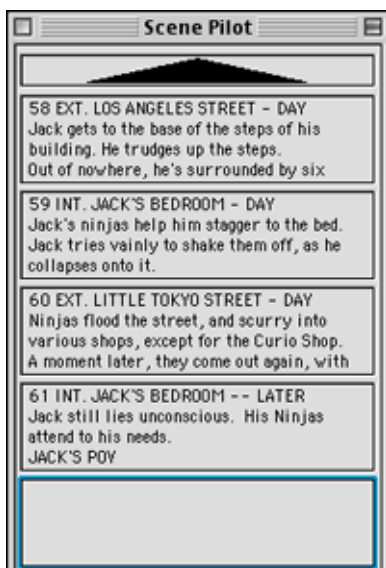 Scene Pilot
58 EXT. LOS ANGELES STREET - DAY
Jack gets to the base of the steps of his
building. He trudges up the steps.
Out of nowhere, he's surrounded by six
59 INT. JACK'S BEDROOM - DAY
Jack's ninjas help him stagger to the bed.
Jack tries vainly to shake them off, as he
collapses onto it.
60 EXT. LITTLE TOKYO STREET - DAY
Ninjas flood the street, and scurry into
various shops, except for the Curio Shop.
A moment later, they come out again, with
61 INT. JACK'S BEDROOM -- LATER
Jack still lies unconscious. His Ninjas
attend to his needs.
JACK'S POV